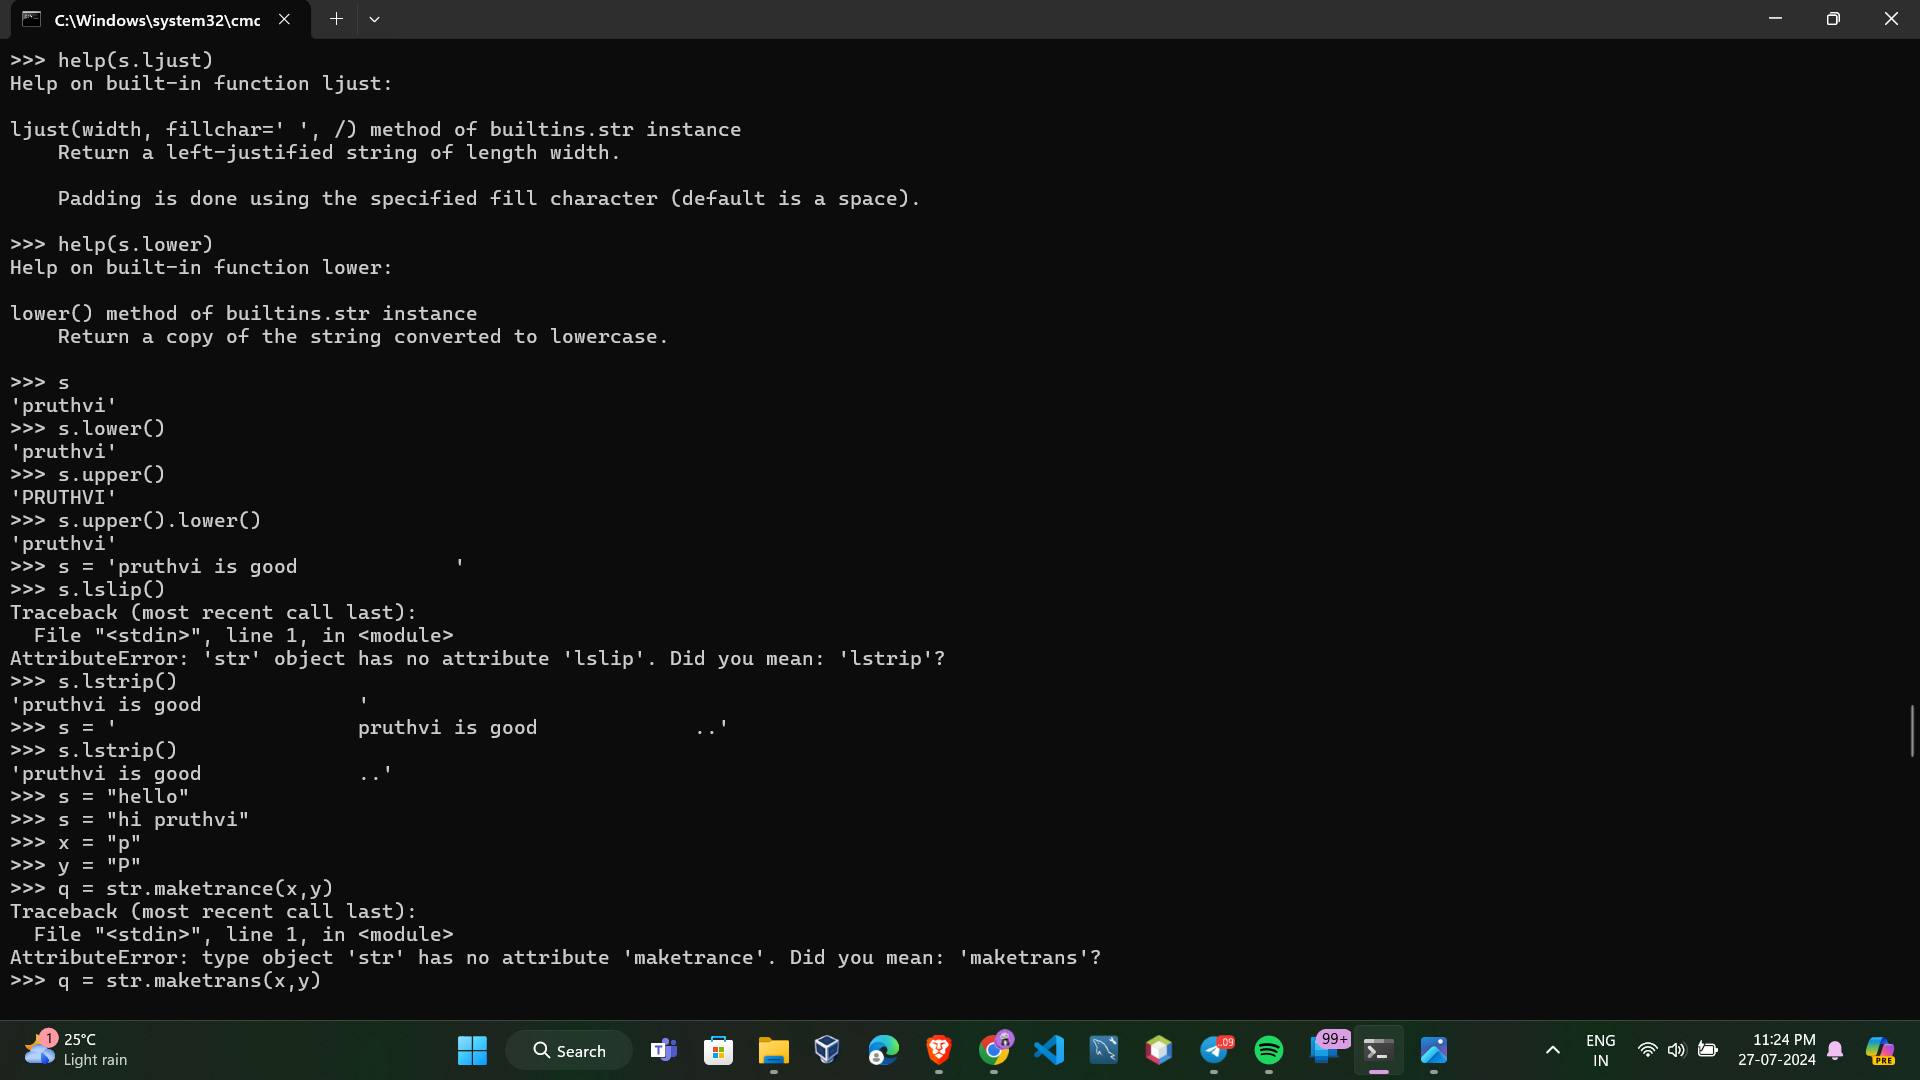 C:\Windows\system32\cmc
>>> help(s.ljust)
Help on built-in function ljust:
ljust(width, fillchar=' ', /) method of builtins.str instance
    Return a left-justified string of length width.
    Padding is done using the specified fill character (default is a space).
>>> help(s.lower)
Help on built-in function lower:
lower() method of builtins.str instance
    Return a copy of the string converted to lowercase.
>>> s
'pruthvi'
>>> s.lower()
'pruthvi'
>>> s.upper()
'PRUTHVI'
>>> s.upper().lower()
'pruthvi'
>>> s = 'pruthvi is good             '
>>> s.lslip()
Traceback (most recent call last):
  File "<stdin>", line 1, in <module>
AttributeError: 'str' object has no attribute 'lslip'. Did you mean: 'lstrip'?
>>> s.lstrip()
'pruthvi is good             '
>>> s = '                    pruthvi is good             ..'
>>> s.lstrip()
'pruthvi is good             ..'
>>> s = "hello"
>>> s = "hi pruthvi"
>>> x = "p"
>>> y = "P"
>>> q = str.maketrance(x,y)
Traceback (most recent call last):
  File "<stdin>", line 1, in <module>
AttributeError: type object 'str' has no attribute 'maketrance'. Did you mean: 'maketrans'?
>>> q = str.maketrans(x,y)
1
25°C
Light rain
Search
..09
99+
ENG
IN
11:24 PM
27-07-2024
PRE